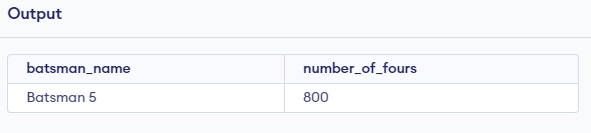 Output
batsman_name number_of_fours
Batsman 5 800